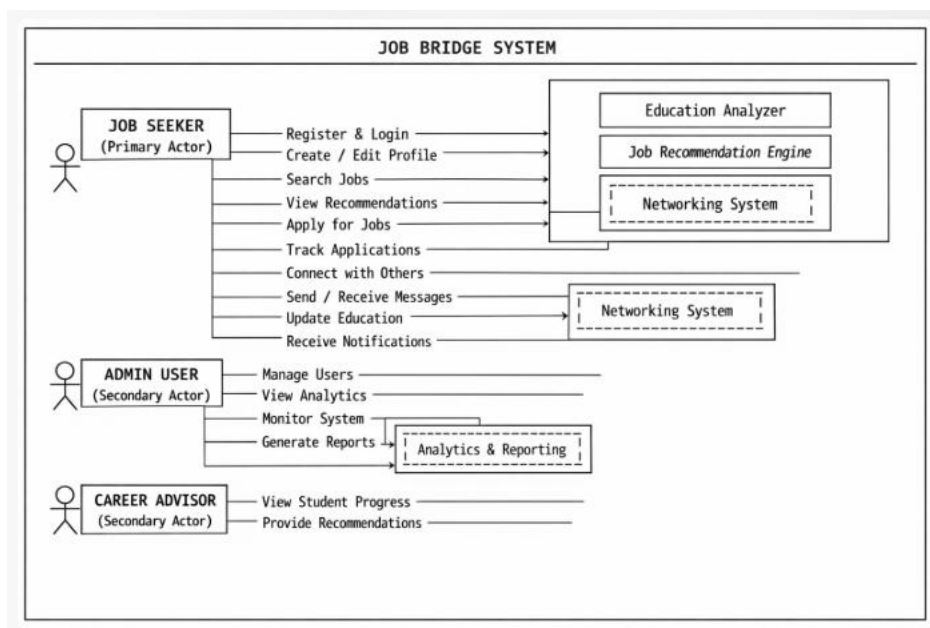 JOB BRIDGE SYSTEM
JOB SEEKER
(Primary Actor)
Register & Login
Create / Edit Profile
Search Jobs
View Recommendations
Apply for Jobs
Track Applications
Connect with Others
Send / Receive Messages
Update Education
Receive Notifications
Education Analyzer
Job Recommendation Engine
Networking System
Networking System
ADMIN USER
(Secondary Actor)
Manage Users
View Analytics
Monitor System
Generate Reports
Analytics & Reporting
CAREER ADVISOR
(Secondary Actor)
View Student Progress
Provide Recommendations